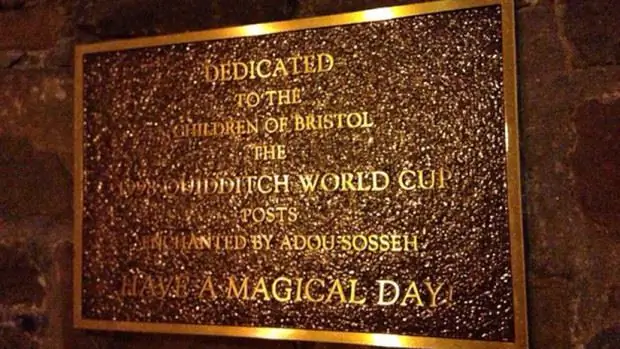 DEDICATED
TO THE
CHILDREN OF BRISTOL
THE
1998 QUIDDITCH WORLD CUP
POSTS
ENCHANTED BY ADOU SOSSEH
HAVE A MAGICAL DAY!